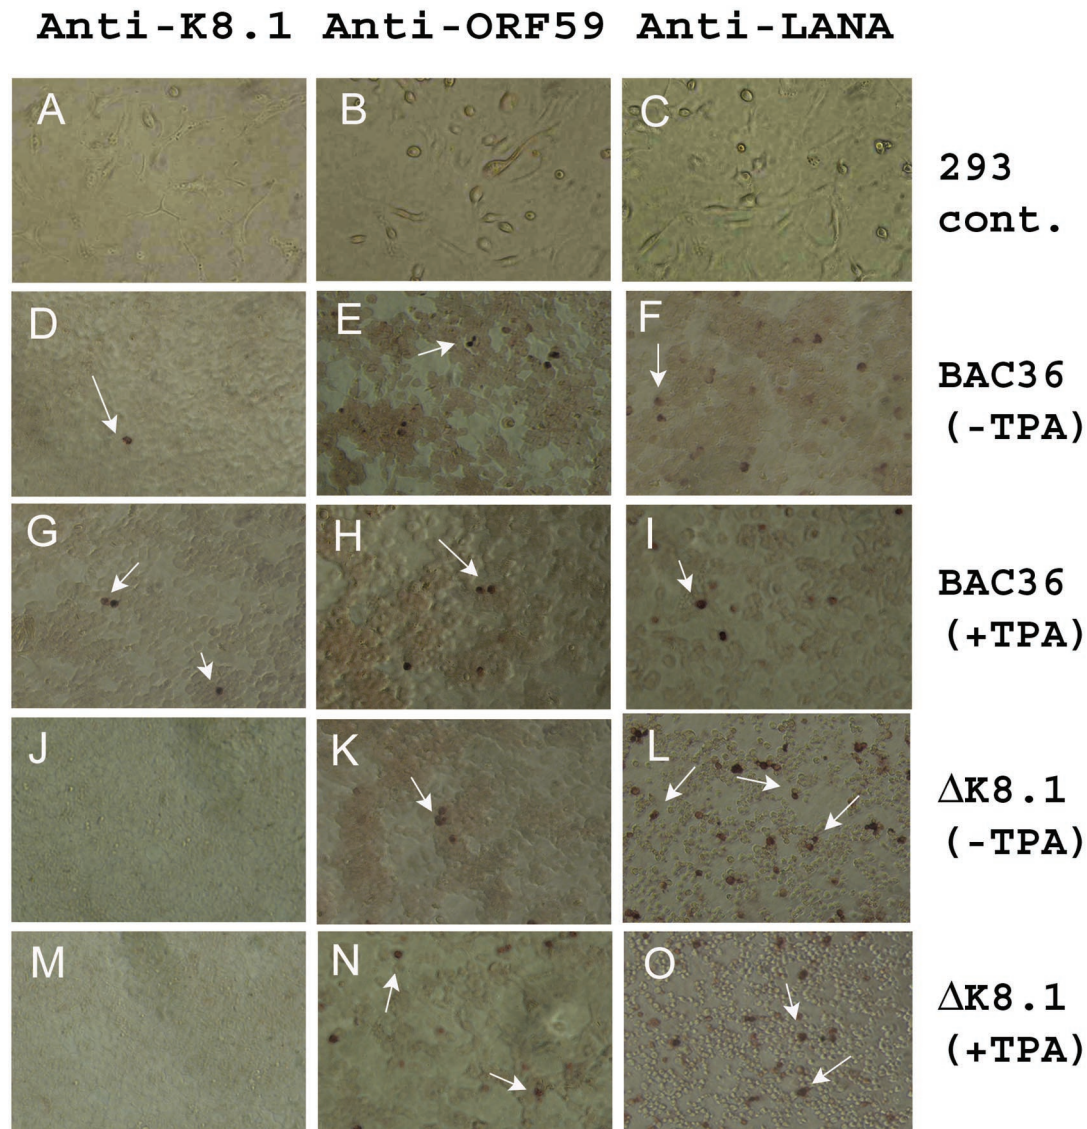 Anti-K8.1 Anti-ORF59 Anti-LANA
A B C
293
cont.
D E F
BAC36
(-TPA)
G H I
BAC36
(+TPA)
J K L
ΔK8.1
(-TPA)
M N O
ΔK8.1
(+TPA)